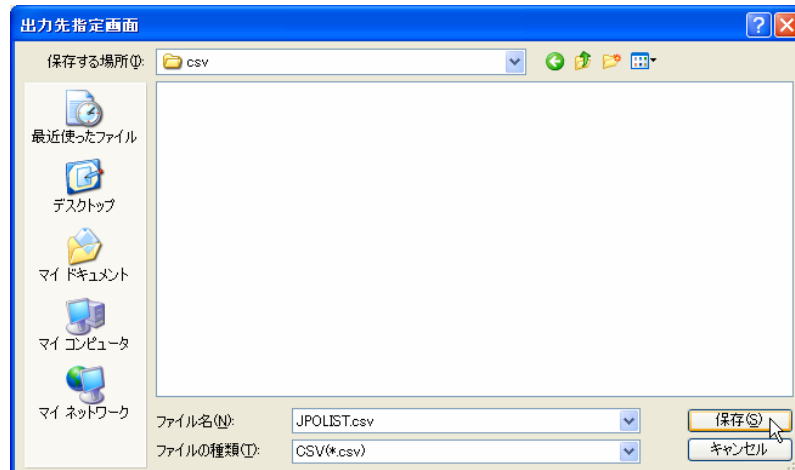 出力先指定画面
保存する場所(I):
csv
最近使ったファイル
デスクトップ
マイ ドキュメント
マイ コンピュータ
マイ ネットワーク
ファイル名(N):
JPOLIST.csv
保存(S)
ファイルの種類(T):
CSV(*.csv)
キャンセル